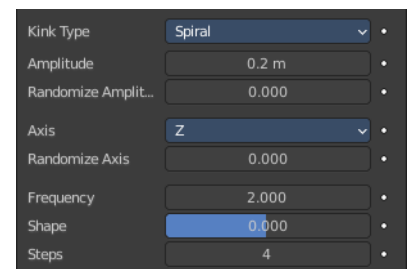 Kink Type Spiral
Amplitude 0.2 m
Randomize Amplit... 0.000
Axis Z
Randomize Axis 0.000
Frequency 2.000
Shape 0.000
Steps 4